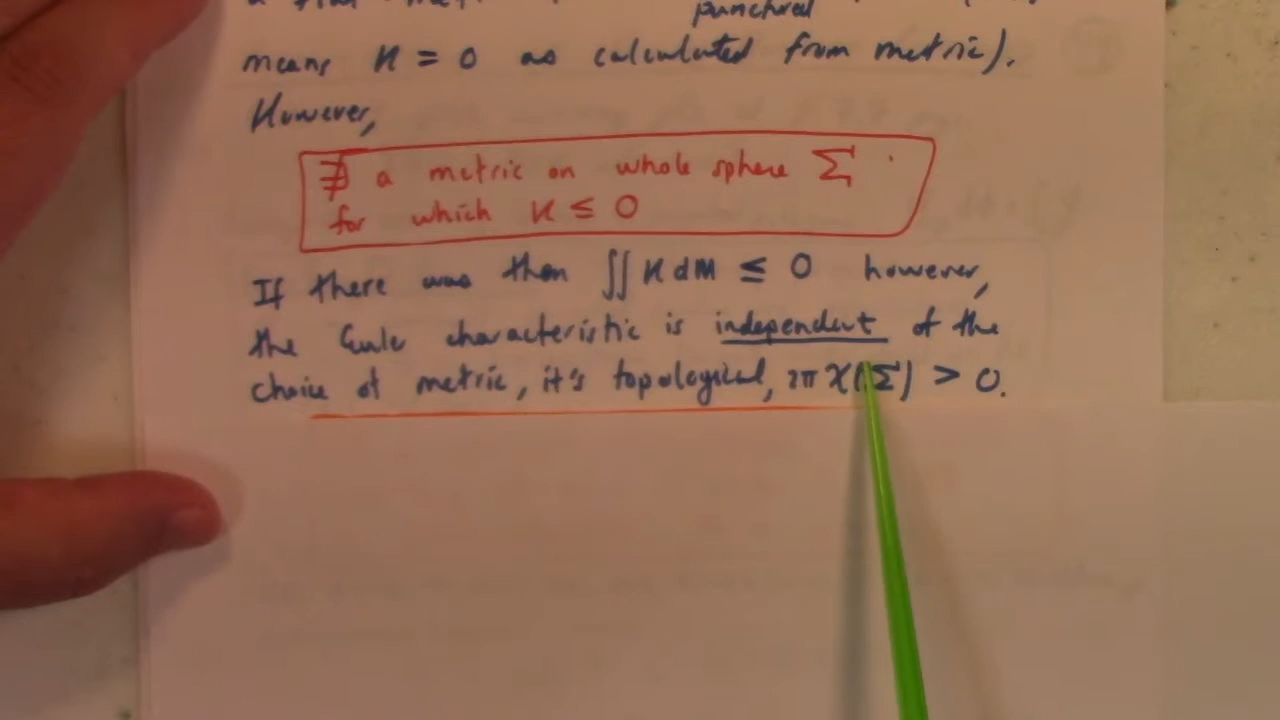 punctured
means K = 0 as calculated from metric).
However,
∄ a metric on whole sphere Σ
for which K ≤ 0
If there was then ∬ K dM ≤ 0 however,
the Euler characteristic is independent of the
choice of metric, it's topological, 2π χ(Σ) > 0.